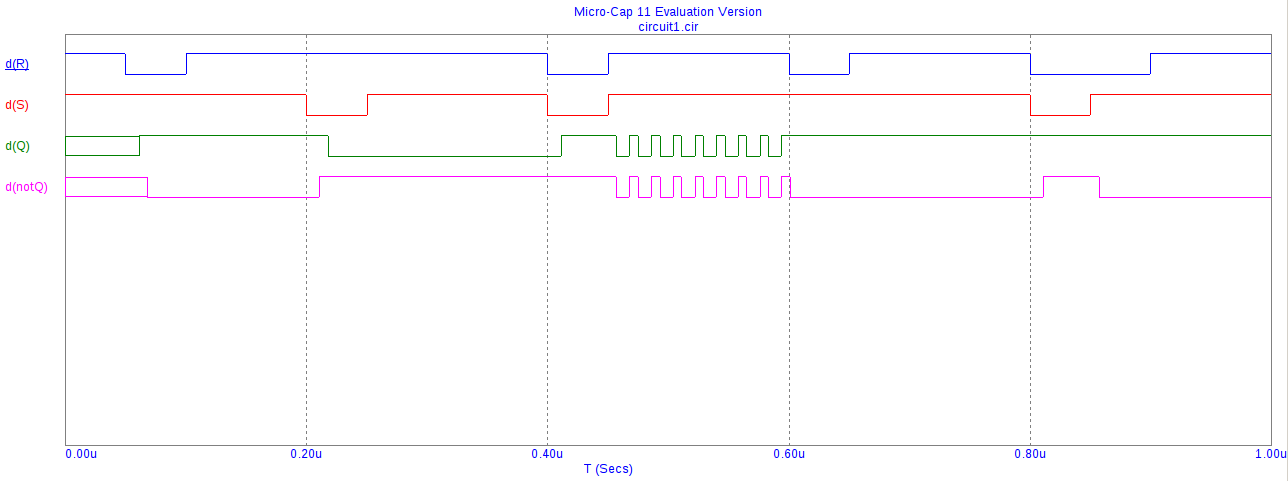 Micro-Cap 11 Evaluation Version
circuit1.cir
d(R)
d(S)
d(Q)
d(notQ)
0.00u 0.20u 0.40u 0.60u 0.80u 1.00u
T (Secs)